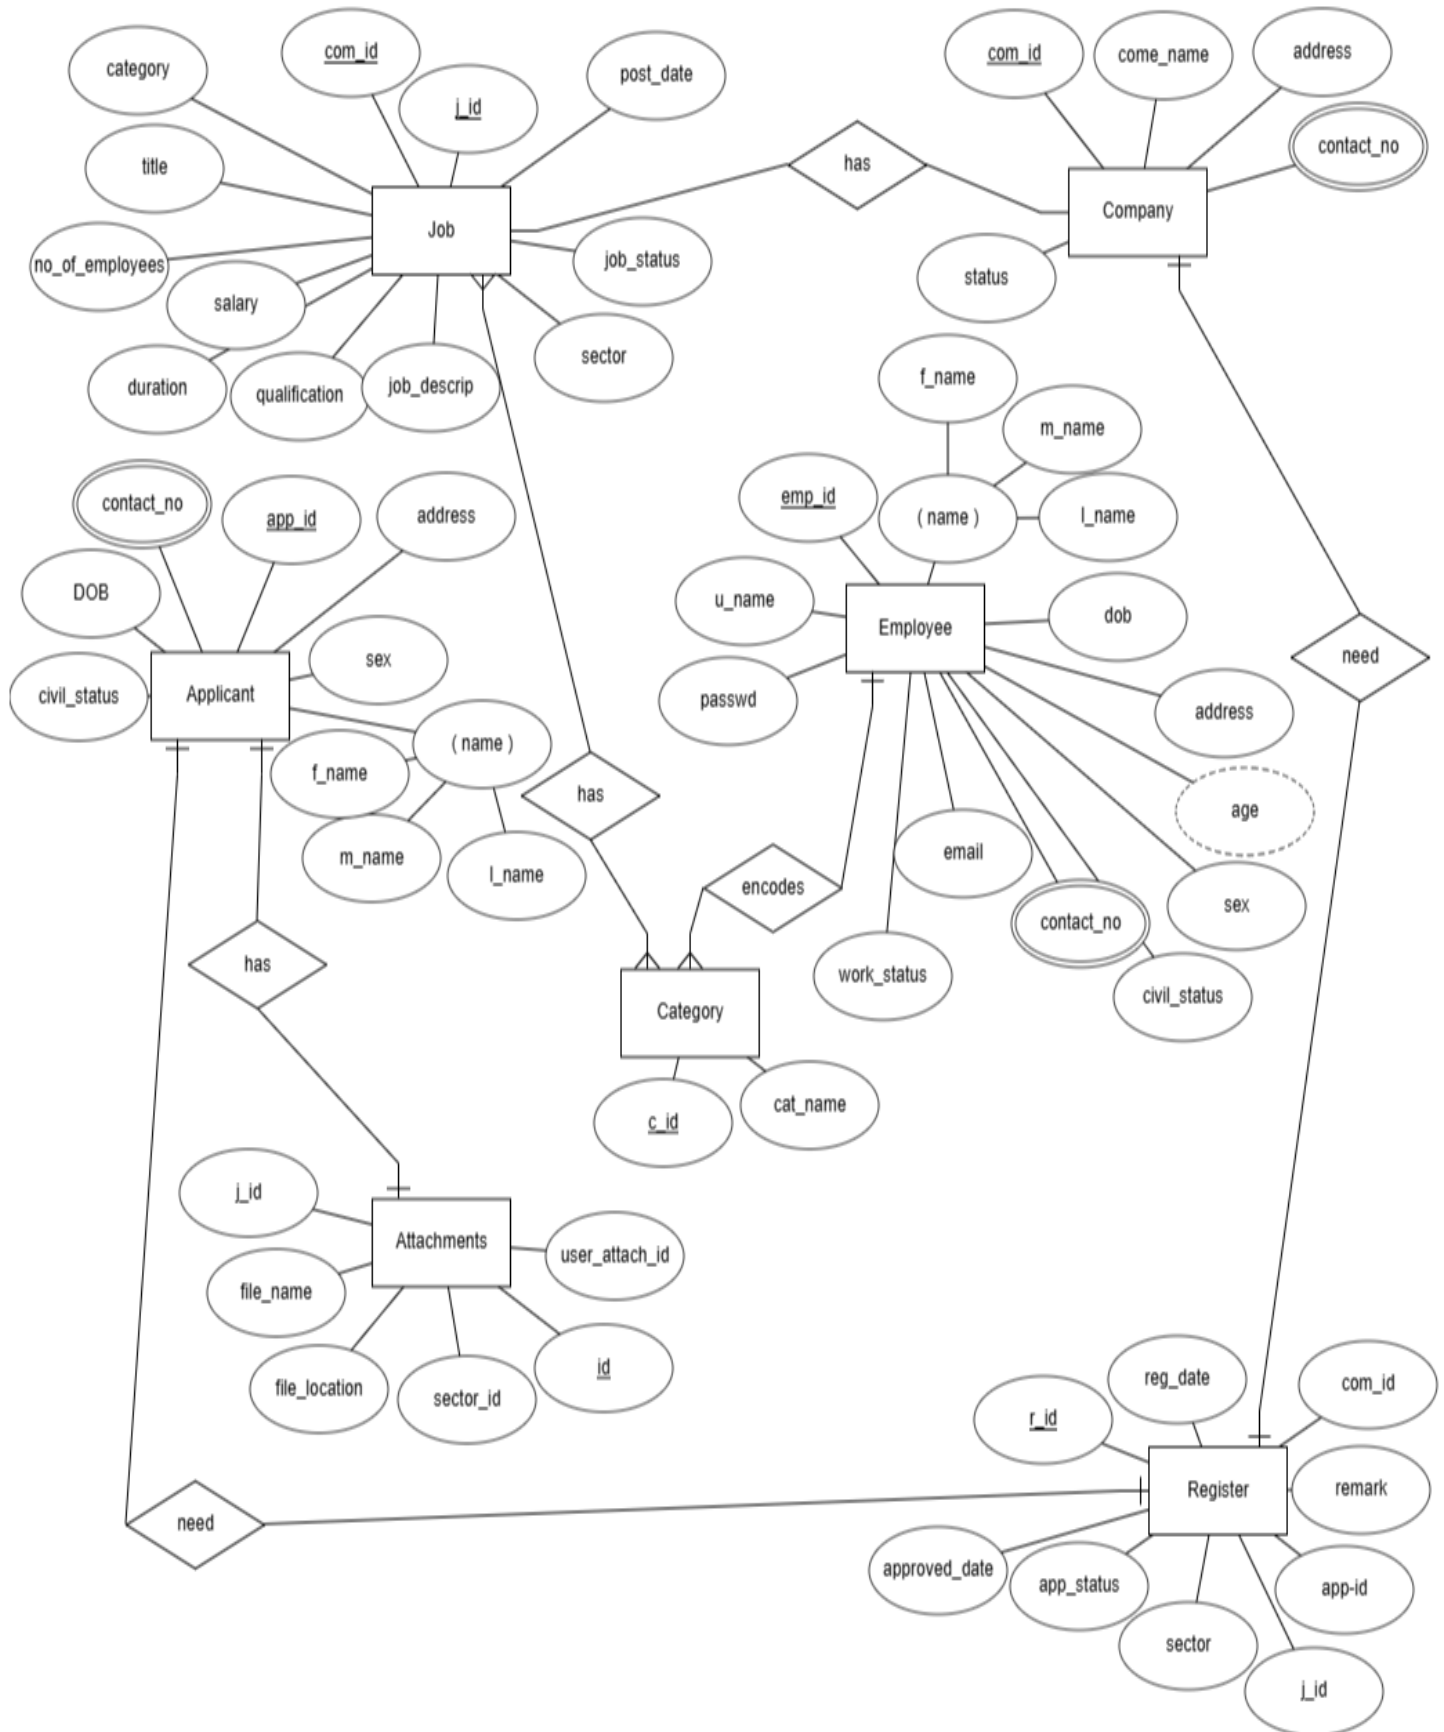 category
com_id
j_id
post_date
title
no_of_employees
salary
duration
qualification
job_descrip
sector
job_status
Job
has
com_id
come_name
address
contact_no
Company
status
f_name
m_name
( name )
l_name
emp_id
u_name
passwd
Employee
dob
address
age
sex
contact_no
civil_status
email
work_status
need
contact_no
app_id
address
DOB
civil_status
Applicant
sex
( name )
f_name
m_name
l_name
has
encodes
has
Category
c_id
cat_name
j_id
Attachments
user_attach_id
file_name
file_location
sector_id
id
need
r_id
reg_date
com_id
Register
remark
approved_date
app_status
sector
app-id
j_id